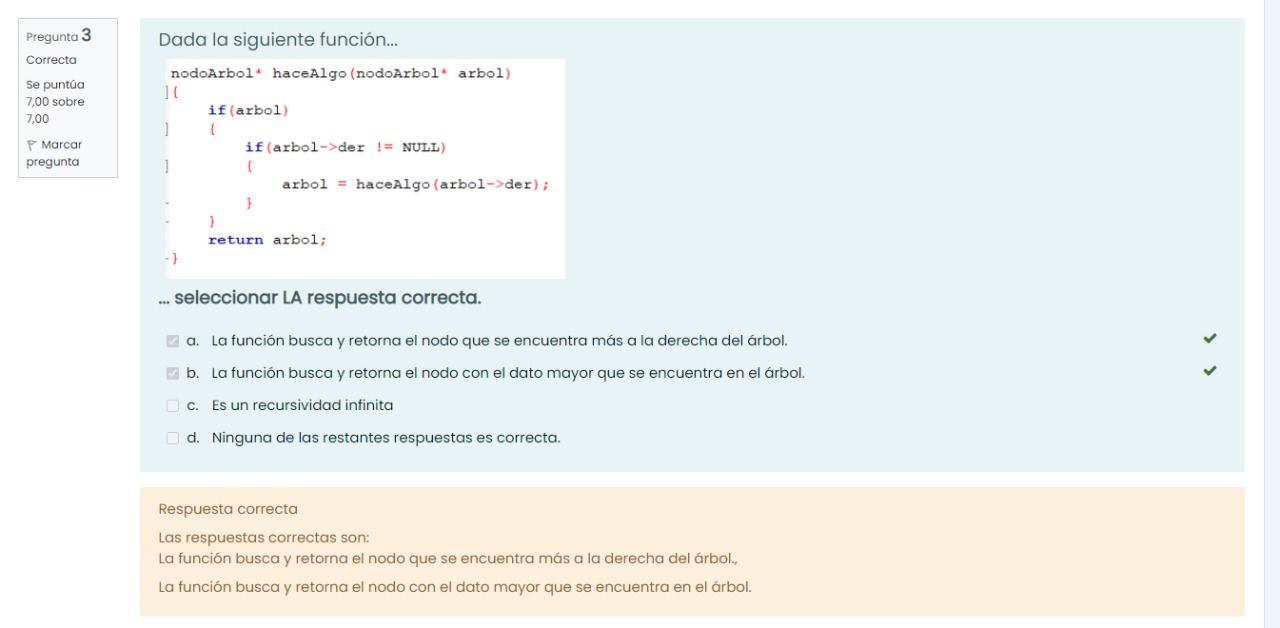 Pregunta 3
Correcta
Se puntúa
7,00 sobre
7,00
Marcar
pregunta
Dada la siguiente función...
nodoArbol* haceAlgo(nodoArbol* arbol)
{
if(arbol)
{
if(arbol->der != NULL)
{
arbol = haceAlgo(arbol->der);
}
}
return arbol;
}
... seleccionar LA respuesta correcta.
a. La función busca y retorna el nodo que se encuentra más a la derecha del árbol.
b. La función busca y retorna el nodo con el dato mayor que se encuentra en el árbol.
c. Es un recursividad infinita
d. Ninguna de las restantes respuestas es correcta.
Respuesta correcta
Las respuestas correctas son:
La función busca y retorna el nodo que se encuentra más a la derecha del árbol.,
La función busca y retorna el nodo con el dato mayor que se encuentra en el árbol.